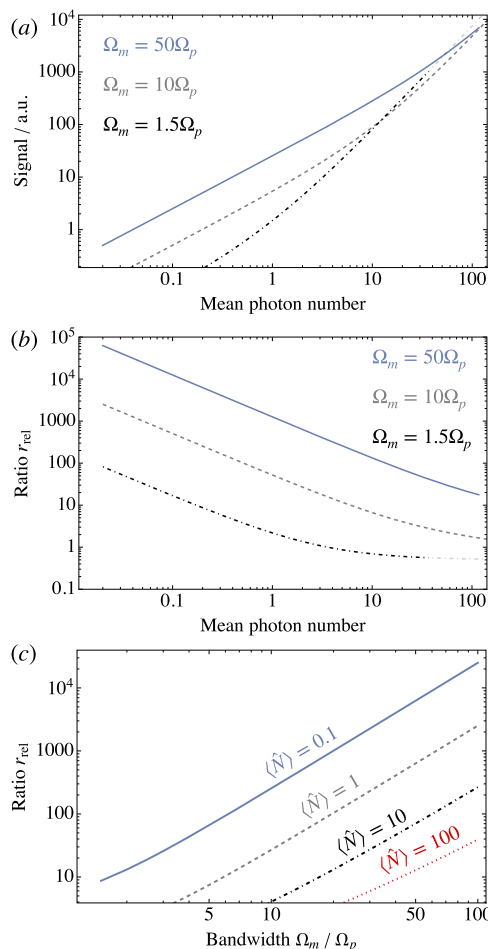 (a)
10^4
1000
100
10
1
Signal / a.u.
Ω_m = 50Ω_p
Ω_m = 10Ω_p
Ω_m = 1.5Ω_p
0.1 1 10 100
Mean photon number
(b)
10^5
10^4
1000
100
10
1
0.1
Ratio r_rel
Ω_m = 50Ω_p
Ω_m = 10Ω_p
Ω_m = 1.5Ω_p
0.1 1 10 100
Mean photon number
(c)
10^4
1000
100
10
Ratio r_rel
⟨N̂⟩ = 0.1
⟨N̂⟩ = 1
⟨N̂⟩ = 10
⟨N̂⟩ = 100
5 10 50 100
Bandwidth Ω_m / Ω_p